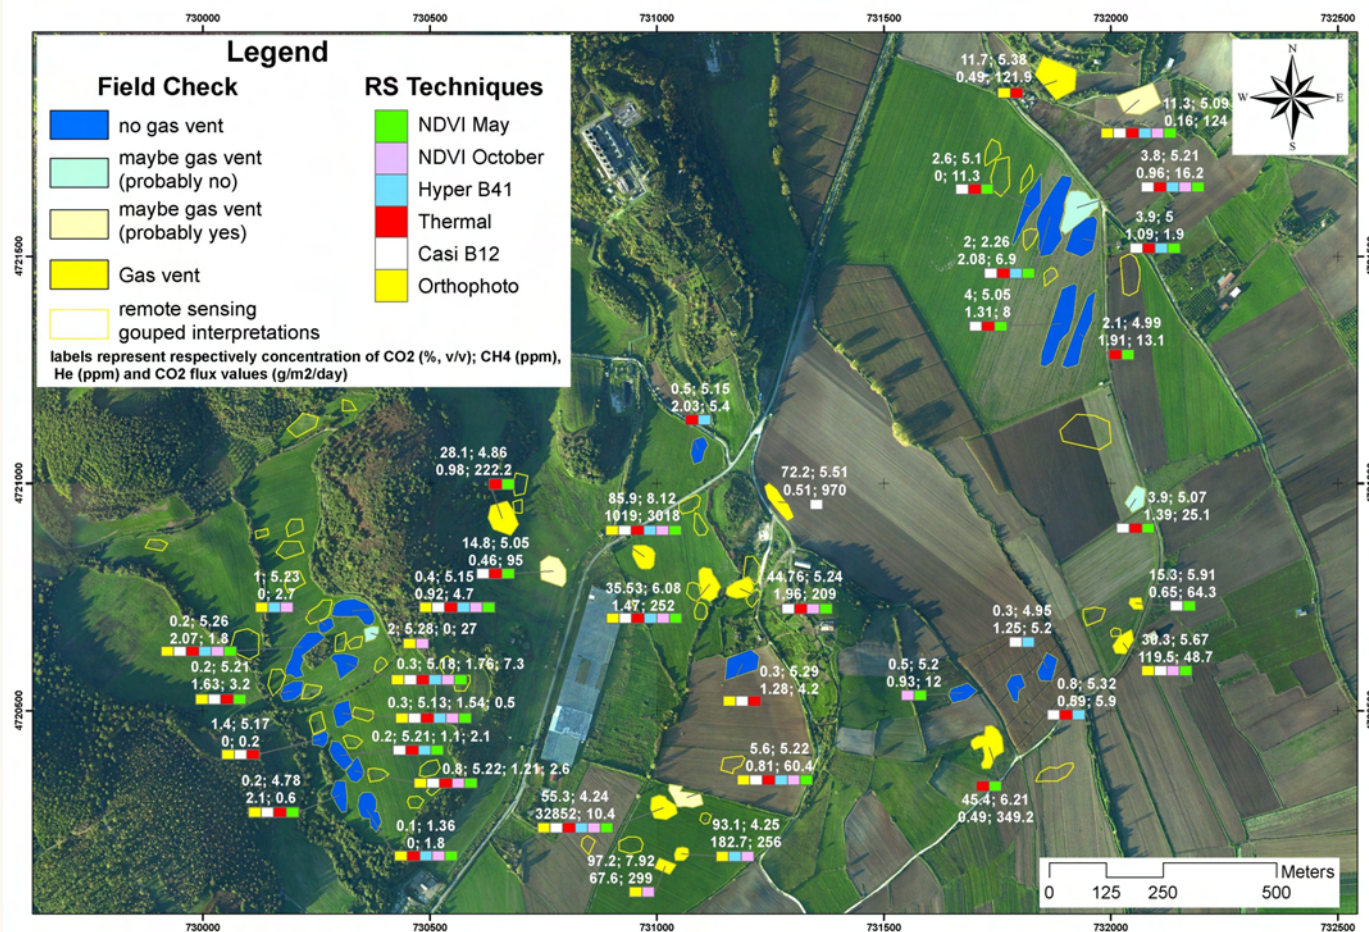 730000 730500 731000 731500 732000 732500
Legend
Field Check
no gas vent
maybe gas vent
(probably no)
maybe gas vent
(probably yes)
Gas vent
remote sensing
gouped interpretations
RS Techniques
NDVI May
NDVI October
Hyper B41
Thermal
Casi B12
Orthophoto
labels represent respectively concentration of CO2 (%, v/v); CH4 (ppm),
He (ppm) and CO2 flux values (g/m2/day)
N
W E
S
11.7; 5.38
0.49; 121.9
11.3; 5.09
0.16; 124
2.6; 5.1
0; 11.3
3.8; 5.21
0.96; 16.2
3.9; 5
1.09; 1.9
2; 2.26
2.08; 6.9
4; 5.05
1.31; 8
2.1; 4.99
1.91; 13.1
4721500
0.5; 5.15
2.03; 5.4
28.1; 4.86
0.98; 222.2
72.2; 5.51
0.51; 970
85.9; 8.12
1019; 3018
3.9; 5.07
1.39; 25.1
4721000
14.8; 5.05
0.46; 95
1; 5.23
0; 2.7
0.4; 5.15
0.92; 4.7
35.53; 6.08
1.47; 252
44.76; 5.24
1.96; 209
15.3; 5.91
0.65; 64.3
0.2; 5.26
2.07; 1.8
2; 5.28; 0; 27
0.3; 4.95
1.25; 5.2
30.3; 5.67
119.5; 48.7
0.2; 5.21
1.63; 3.2
0.3; 5.18; 1.76; 7.3
0.3; 5.29
1.28; 4.2
0.5; 5.2
0.93; 12
0.8; 5.32
0.89; 5.9
0.3; 5.13; 1.54; 0.5
4720500
1.4; 5.17
0; 0.2
0.2; 5.21; 1.1; 2.1
5.6; 5.22
0.81; 60.4
0.2; 4.78
2.1; 0.6
0.8; 5.22; 1.21; 2.6
55.3; 4.24
32852; 10.4
45.4; 6.21
0.49; 349.2
0.1; 1.36
0; 1.8
93.1; 4.25
182.7; 256
97.2; 7.92
67.6; 299
Meters
0 125 250 500
730000 730500 731000 731500 732000 732500